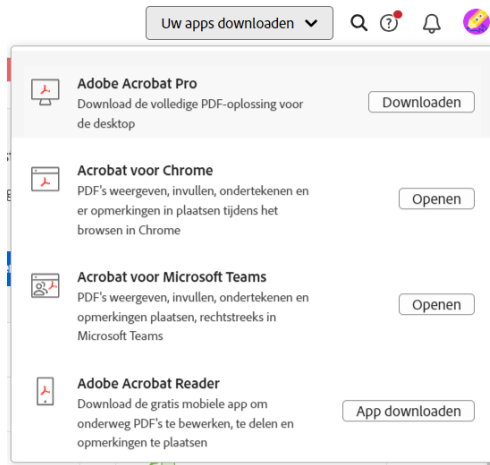 Uw apps downloaden
Adobe Acrobat Pro
Download de volledige PDF-oplossing voor
de desktop
Downloaden
Acrobat voor Chrome
PDF's weergeven, invullen, ondertekenen en
er opmerkingen in plaatsen tijdens het
browsen in Chrome
Openen
Acrobat voor Microsoft Teams
PDF's weergeven, invullen, ondertekenen en
opmerkingen plaatsen, rechtstreeks in
Microsoft Teams
Openen
Adobe Acrobat Reader
Download de gratis mobiele app om
onderweg PDF's te bewerken, te delen en
opmerkingen te plaatsen
App downloaden